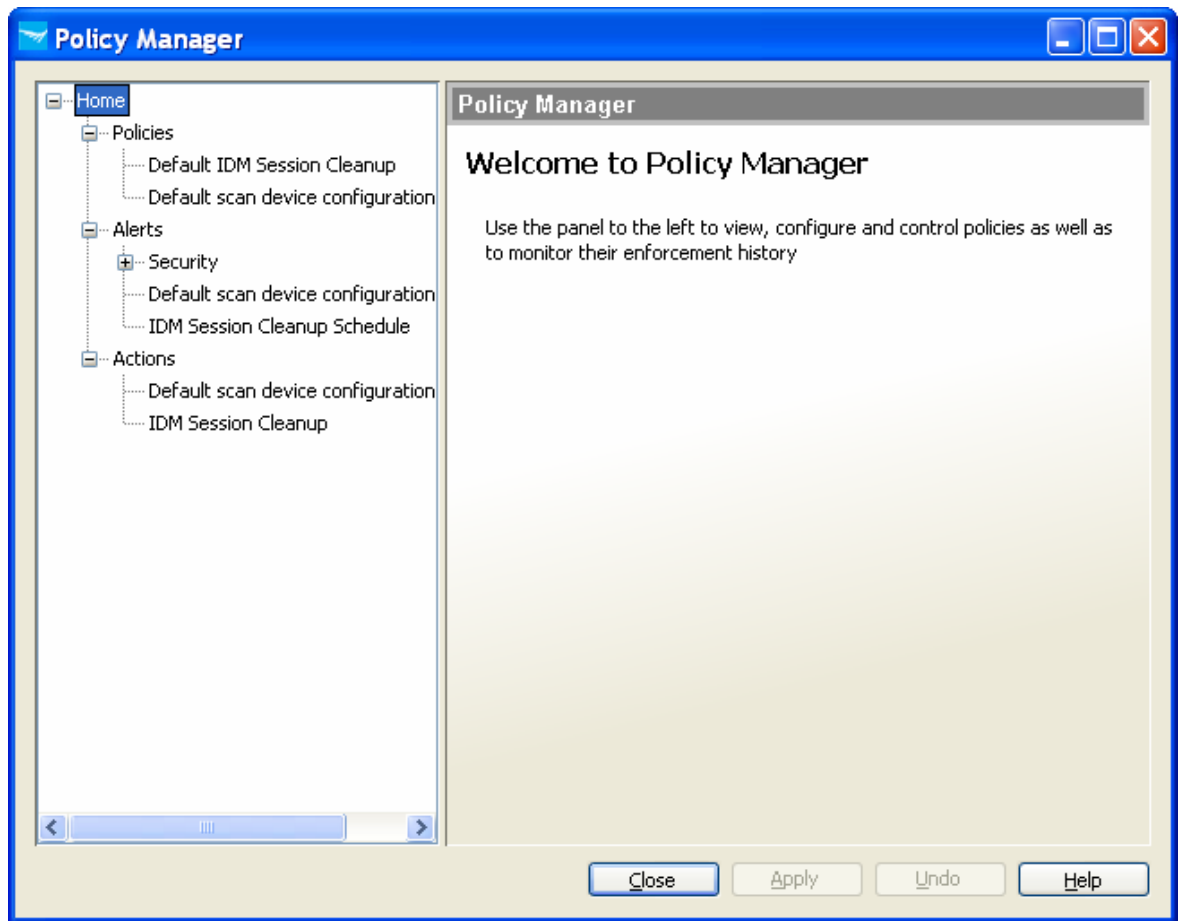 Policy Manager
Home
Policies
Default IDM Session Cleanup
Default scan device configuration
Alerts
Security
Default scan device configuration
IDM Session Cleanup Schedule
Actions
Default scan device configuration
IDM Session Cleanup
Policy Manager
Welcome to Policy Manager
Use the panel to the left to view, configure and control policies as well as
to monitor their enforcement history
Close
Apply
Undo
Help